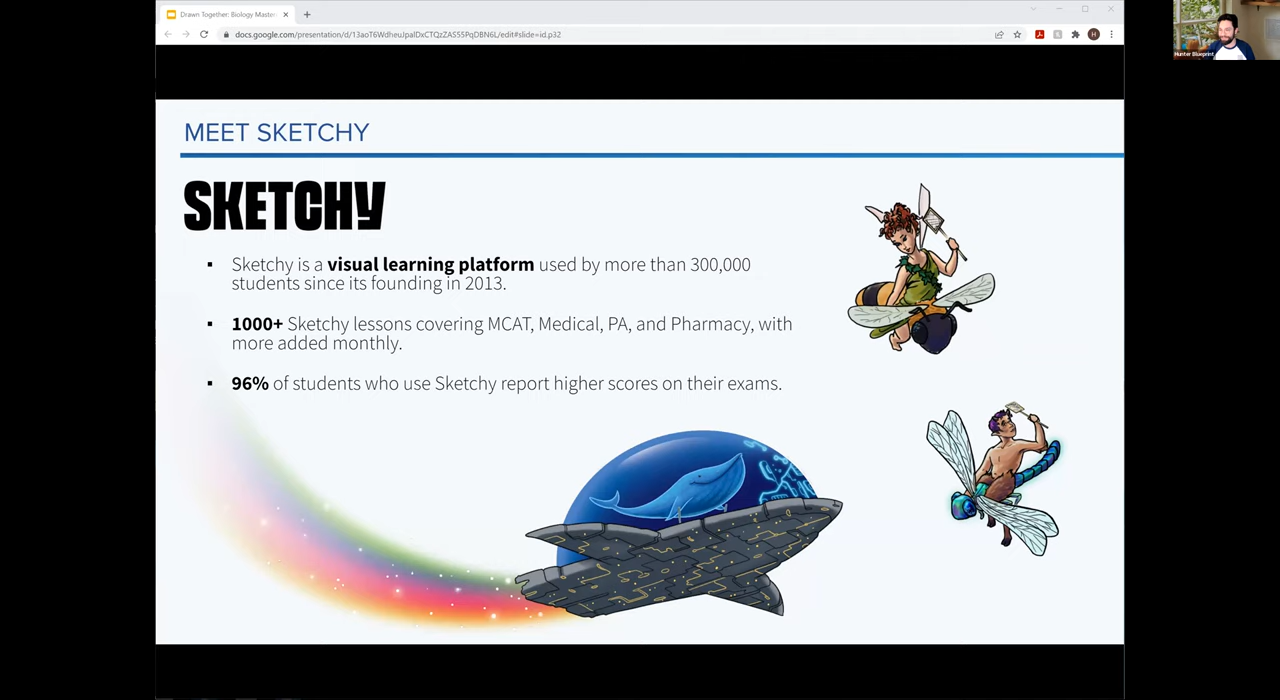 Drawn Together: Biology Master
docs.google.com/presentation/d/13aoT6WdheuJpalDxCTQzZAS55PqDBN6L/edit#slide=id.p32
H
Hunter Blueprint
MEET SKETCHY
SKETCHY
▪ Sketchy is a visual learning platform used by more than 300,000
students since its founding in 2013.
▪ 1000+ Sketchy lessons covering MCAT, Medical, PA, and Pharmacy, with
more added monthly.
▪ 96% of students who use Sketchy report higher scores on their exams.